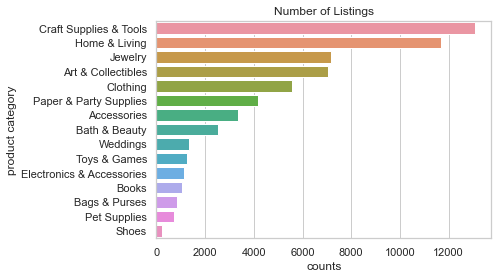 Number of Listings
product category
Craft Supplies & Tools
Home & Living
Jewelry
Art & Collectibles
Clothing
Paper & Party Supplies
Accessories
Bath & Beauty
Weddings
Toys & Games
Electronics & Accessories
Books
Bags & Purses
Pet Supplies
Shoes
0 2000 4000 6000 8000 10000 12000
counts